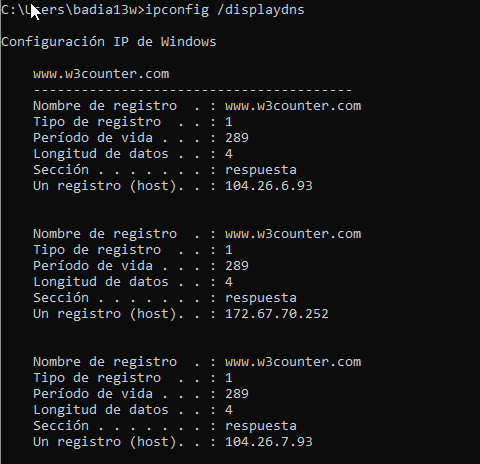 C:\Users\badia13w>ipconfig /displaydns
Configuración IP de Windows
www.w3counter.com
----------------------------------------
Nombre de registro  . : www.w3counter.com
Tipo de registro  . . : 1
Período de vida . . . : 289
Longitud de datos . . : 4
Sección . . . . . . . : respuesta
Un registro (host). . : 104.26.6.93
Nombre de registro  . : www.w3counter.com
Tipo de registro  . . : 1
Período de vida . . . : 289
Longitud de datos . . : 4
Sección . . . . . . . : respuesta
Un registro (host). . : 172.67.70.252
Nombre de registro  . : www.w3counter.com
Tipo de registro  . . : 1
Período de vida . . . : 289
Longitud de datos . . : 4
Sección . . . . . . . : respuesta
Un registro (host). . : 104.26.7.93